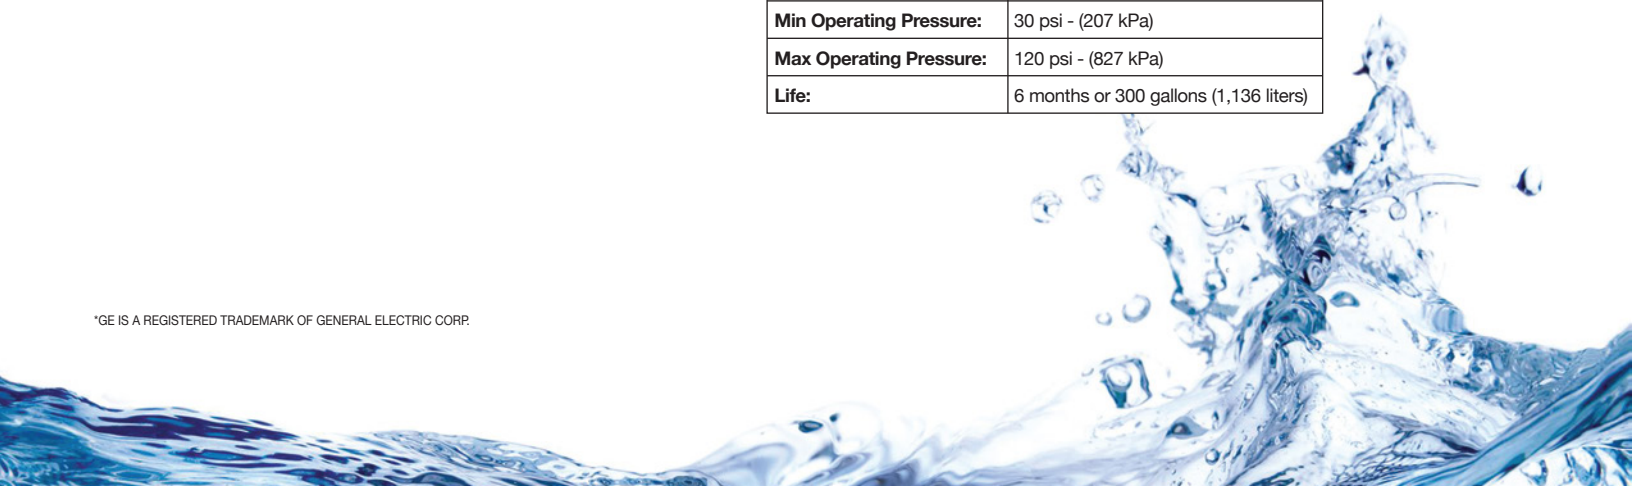 Min Operating Pressure: 30 psi - (207 kPa)
Max Operating Pressure: 120 psi - (827 kPa)
Life: 6 months or 300 gallons (1,136 liters)
*GE IS A REGISTERED TRADEMARK OF GENERAL ELECTRIC CORP.